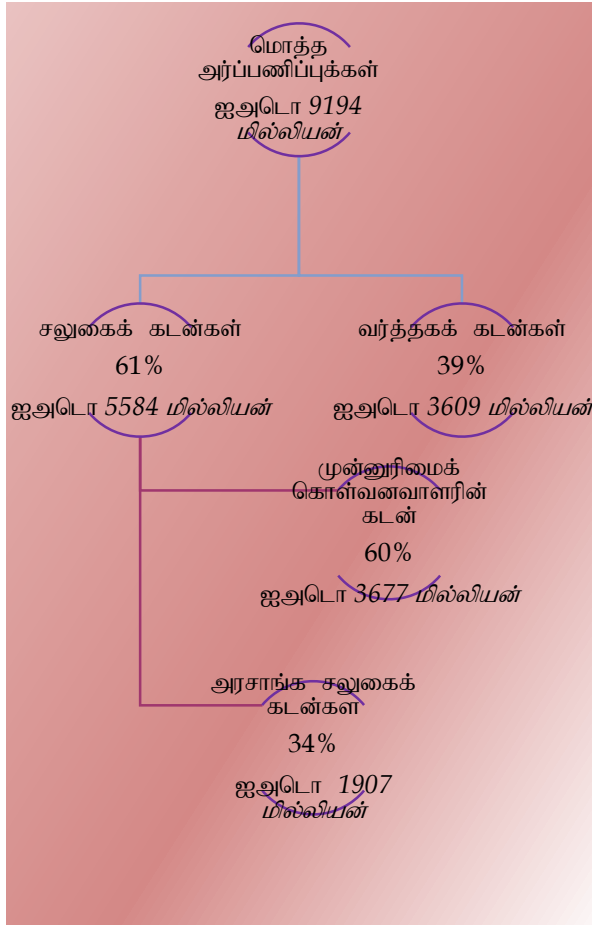 மொத்த
அர்ப்பணிப்புக்கள்
ஐஅடொ 9194
மில்லியன்
சலுகைக் கடன்கள்
61%
ஐஅடொ 5584 மில்லியன்
வர்த்தகக் கடன்கள்
39%
ஐஅடொ 3609 மில்லியன்
முன்னுரிமைக்
கொள்வனவாளரின்
கடன்
60%
ஐஅடொ 3677 மில்லியன்
அரசாங்க சலுகைக்
கடன்கள
34%
ஐஅடொ 1907
மில்லியன்